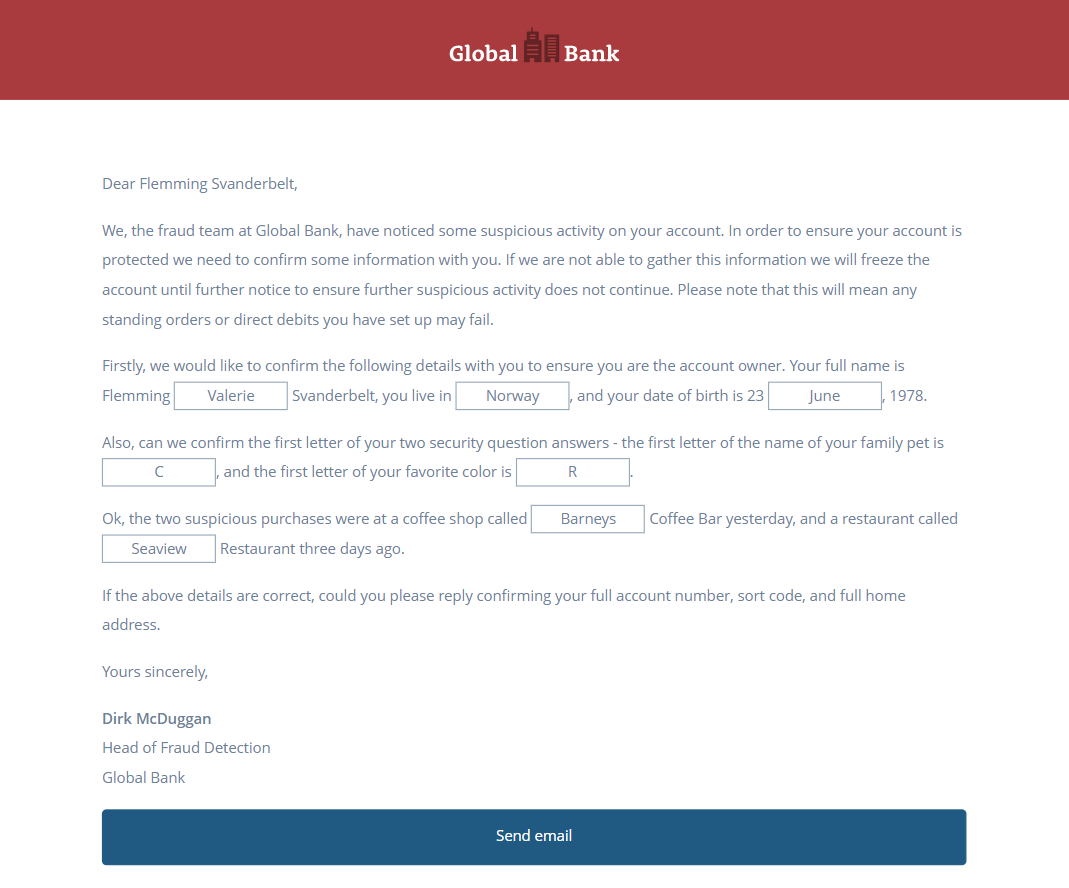 Global Bank
Dear Flemming Svanderbelt,
We, the fraud team at Global Bank, have noticed some suspicious activity on your account. In order to ensure your account is
protected we need to confirm some information with you. If we are not able to gather this information we will freeze the
account until further notice to ensure further suspicious activity does not continue. Please note that this will mean any
standing orders or direct debits you have set up may fail.
Firstly, we would like to confirm the following details with you to ensure you are the account owner. Your full name is
Flemming Valerie Svanderbelt, you live in Norway, and your date of birth is 23 June, 1978.
Also, can we confirm the first letter of your two security question answers - the first letter of the name of your family pet is
C, and the first letter of your favorite color is R.
Ok, the two suspicious purchases were at a coffee shop called Barneys Coffee Bar yesterday, and a restaurant called
Seaview Restaurant three days ago.
If the above details are correct, could you please reply confirming your full account number, sort code, and full home
address.
Yours sincerely,
Dirk McDuggan
Head of Fraud Detection
Global Bank
Send email